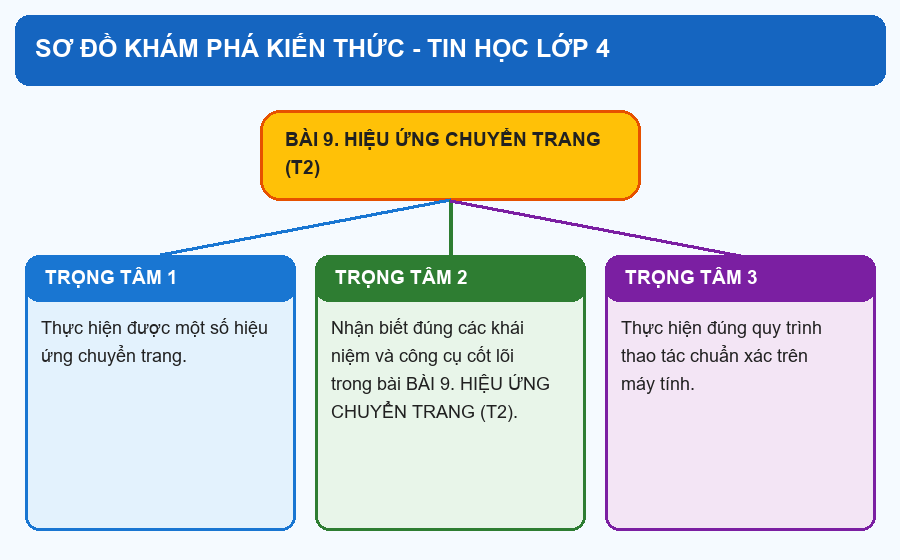 SƠ ĐỒ KHÁM PHÁ KIẾN THỨC - TIN HỌC LỚP 4
BÀI 9. HIỆU ỨNG CHUYỂN TRANG
(T2)
TRỌNG TÂM 1
Thực hiện được một số hiệu
ứng chuyển trang.
TRỌNG TÂM 2
Nhận biết đúng các khái
niệm và công cụ cốt lõi
trong bài BÀI 9. HIỆU ỨNG
CHUYỂN TRANG (T2).
TRỌNG TÂM 3
Thực hiện đúng quy trình
thao tác chuẩn xác trên
máy tính.